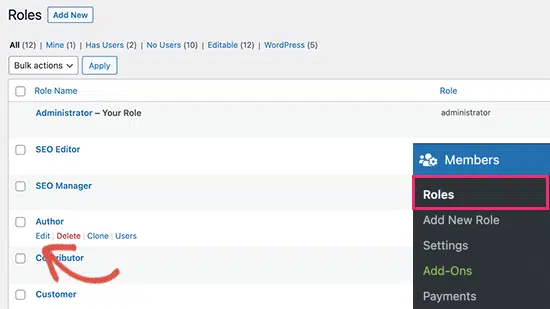 Roles Add New
All (12) | Mine (1) | Has Users (2) | No Users (10) | Editable (12) | WordPress (5)
Bulk actions Apply
Role Name Role
Administrator – Your Role administrator
SEO Editor
SEO Manager
Author
Edit | Delete | Clone | Users
Contributor
Customer
Members
Roles
Add New Role
Settings
Add-Ons
Payments